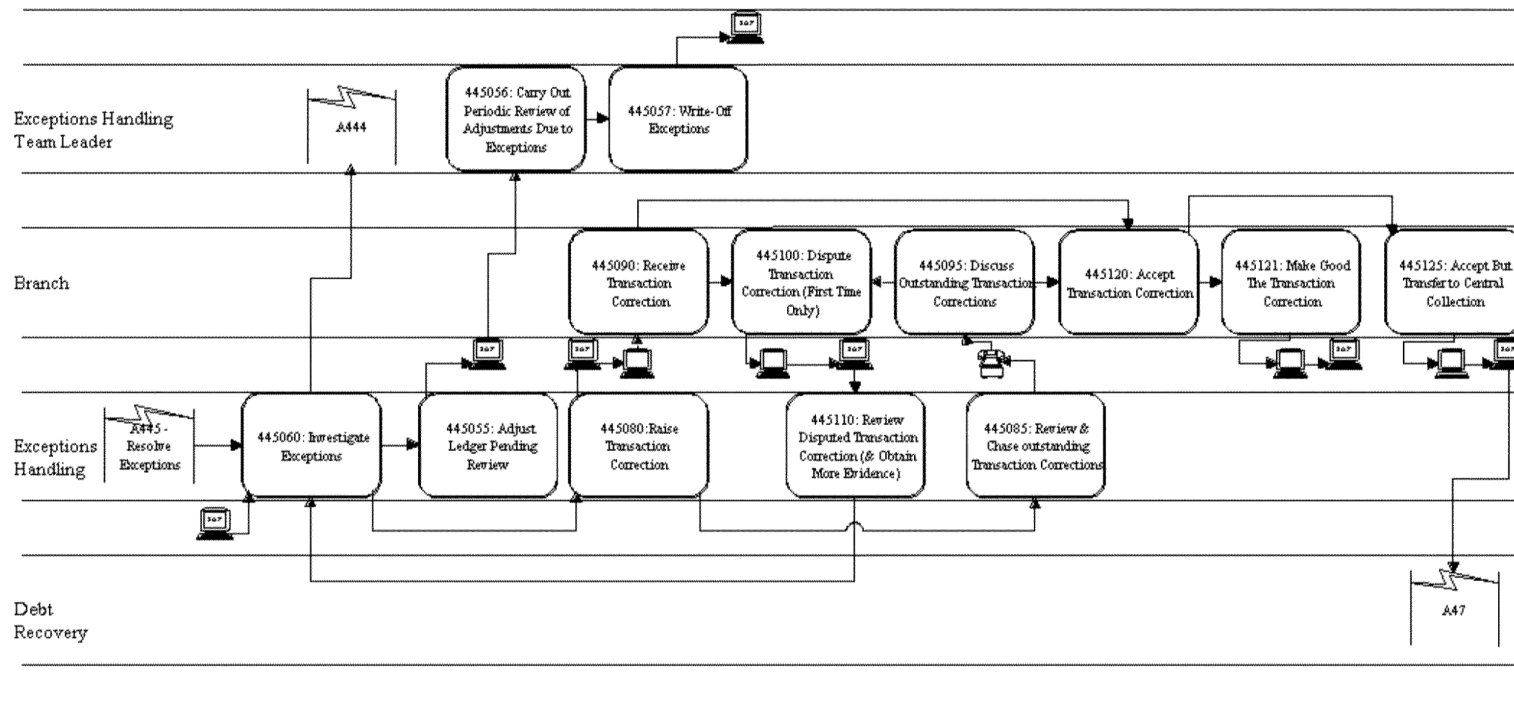 Exceptions Handling
Team Leader
A444
445056: Carry Out
Periodic Review of
Adjustments Due to
Exceptions
445057: Write-Off
Exceptions
Branch
445090: Receive
Transaction
Correction
445100: Dispute
Transaction
Correction (First Time
Only)
445095: Discuss
Outstanding Transaction
Corrections
445120: Accept
Transaction Correction
445121: Make Good
The Transaction
Correction
445125: Accept But
Transfer to Central
Collection
Exceptions
Handling
A445 -
Resolve
Exceptions
445060: Investigate
Exceptions
445055: Adjust
Ledger Pending
Review
445080:Raise
Transaction
Correction
445110: Review
Disputed Transaction
Correction (& Obtain
More Evidence)
445085: Review &
Chase outstanding
Transaction Corrections
Debt
Recovery
A47